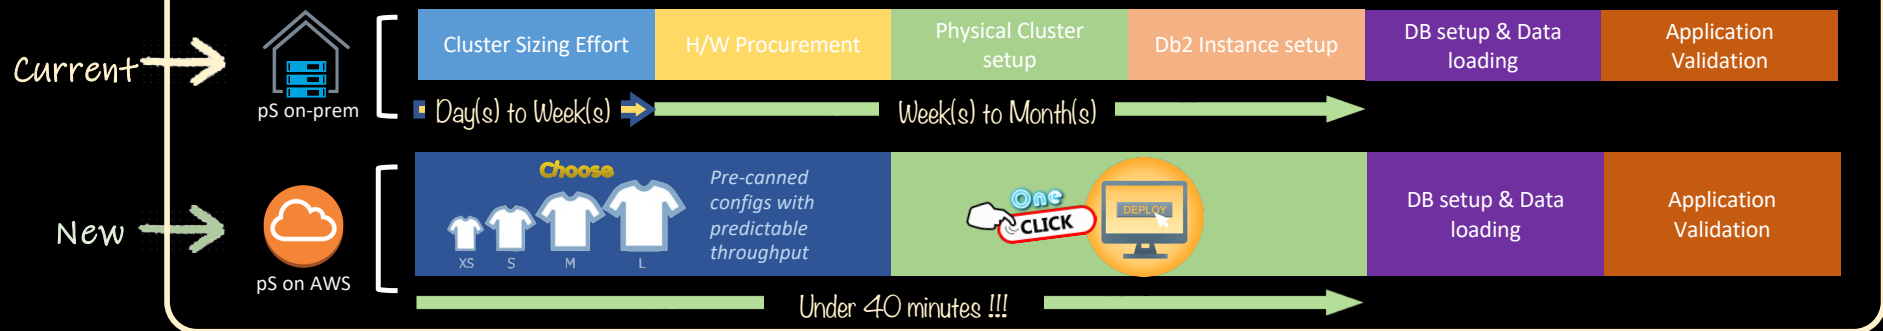 Current
pS on-prem
Cluster Sizing Effort
H/W Procurement
Physical Cluster
setup
Db2 Instance setup
DB setup & Data
loading
Application
Validation
Day(s) to Week(s)
Week(s) to Month(s)
New
pS on AWS
Choose
XS
S
M
L
Pre-canned
configs with
predictable
throughput
One
CLICK
DEPLOY
DB setup & Data
loading
Application
Validation
Under 40 minutes !!!